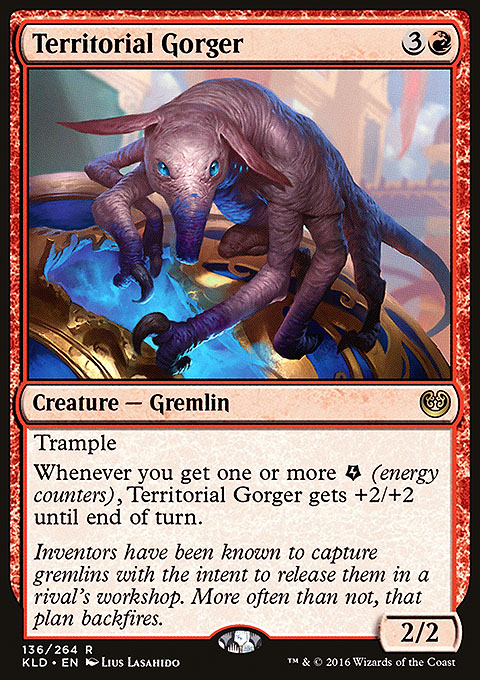 Territorial Gorger 3
Creature — Gremlin
Trample
Whenever you get one or more (energy
counters), Territorial Gorger gets +2/+2
until end of turn.
Inventors have been known to capture
gremlins with the intent to release them in a
rival's workshop. More often than not, that
plan backfires.
2/2
136/264 R
KLD • EN Lius Lasahido
™ & © 2016 Wizards of the Coast